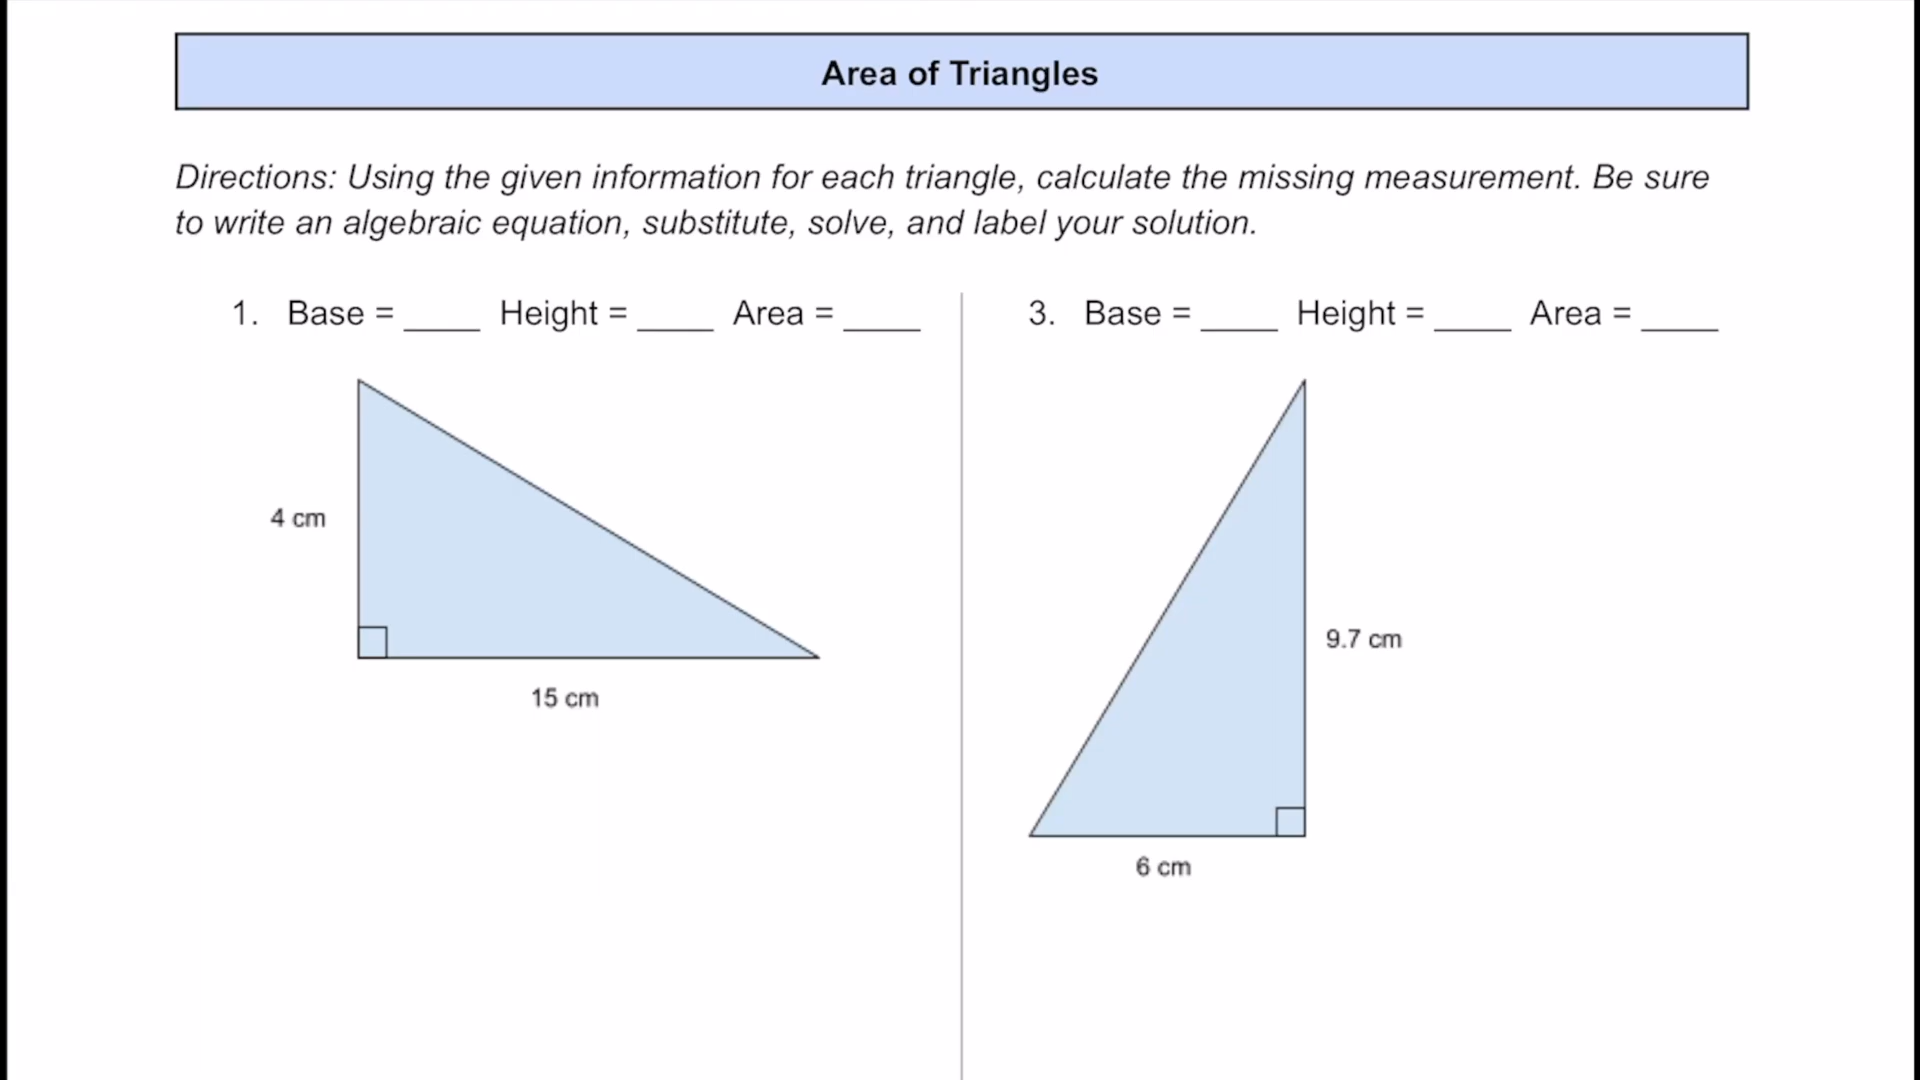 Area of Triangles
Directions: Using the given information for each triangle, calculate the missing measurement. Be sure
to write an algebraic equation, substitute, solve, and label your solution.
1. Base = ____ Height = ____ Area = ____
4 cm
15 cm
3. Base = ____ Height = ____ Area = ____
9.7 cm
6 cm